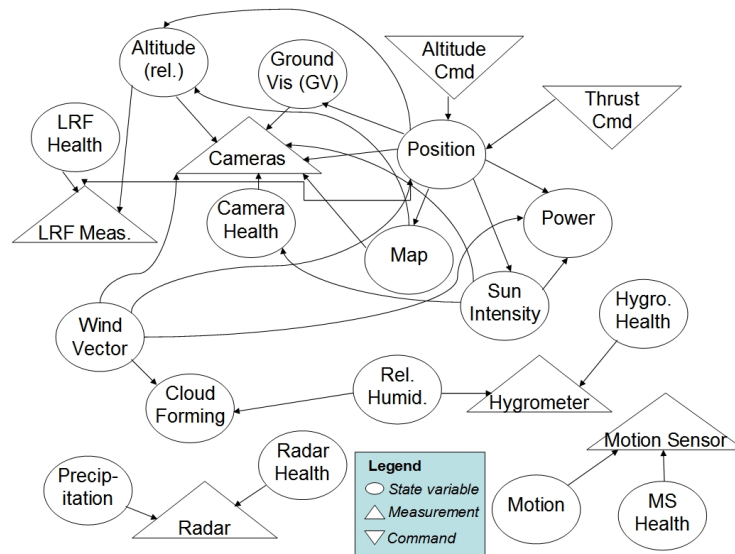 Altitude
(rel.)
Ground
Vis (GV)
Altitude
Cmd
Thrust
Cmd
LRF
Health
Cameras
Position
LRF Meas.
Camera
Health
Map
Power
Wind
Vector
Sun
Intensity
Hygro.
Health
Cloud
Forming
Rel.
Humid.
Hygrometer
Motion Sensor
Precip-
itation
Radar
Health
Radar
Legend
State variable
Measurement
Command
Motion
MS
Health